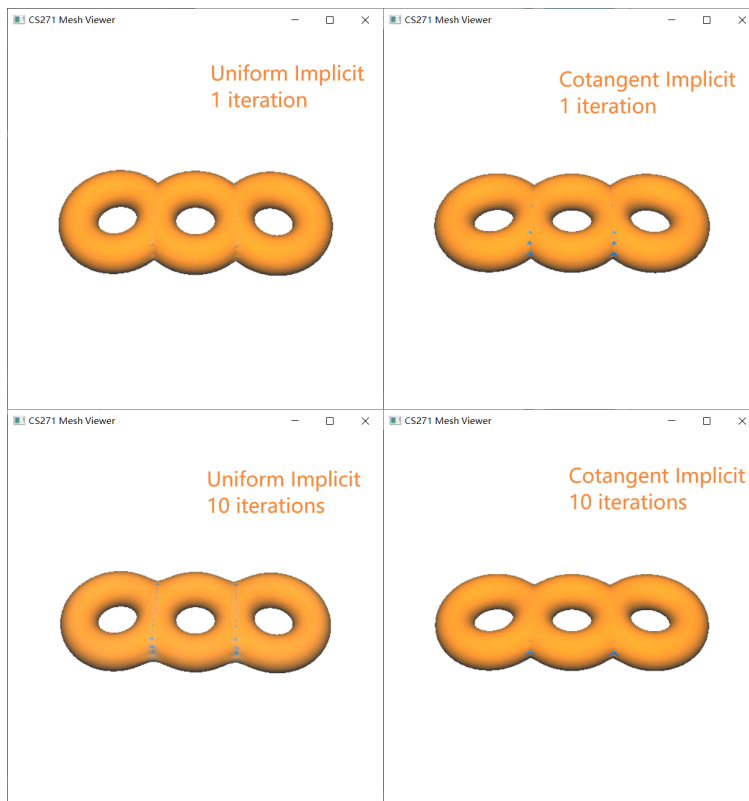 CS271 Mesh Viewer
Uniform Implicit
1 iteration
CS271 Mesh Viewer
Cotangent Implicit
1 iteration
CS271 Mesh Viewer
Uniform Implicit
10 iterations
CS271 Mesh Viewer
Cotangent Implicit
10 iterations